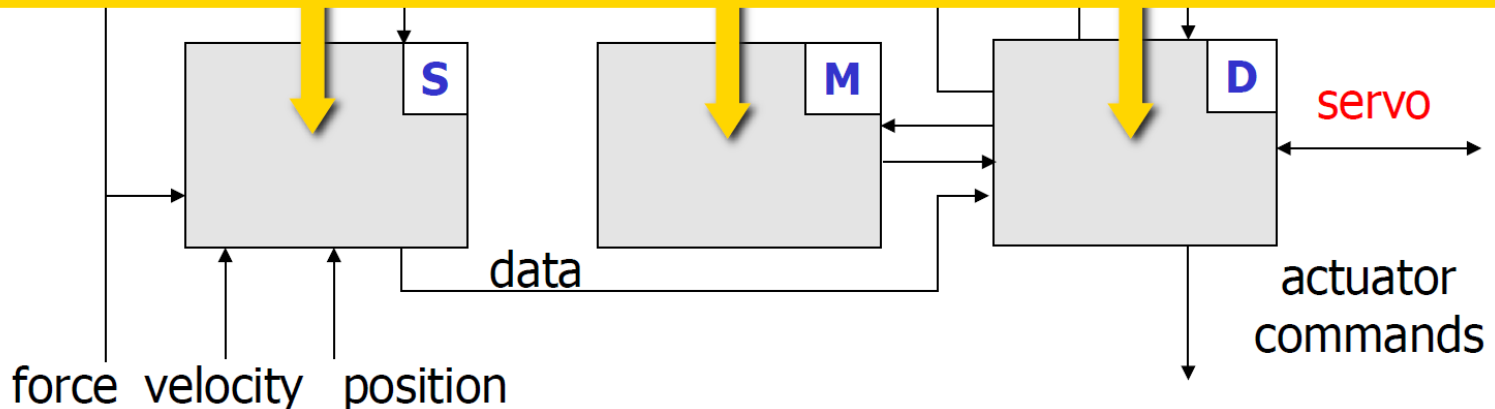 S
M
D
servo
data
actuator
commands
force velocity position